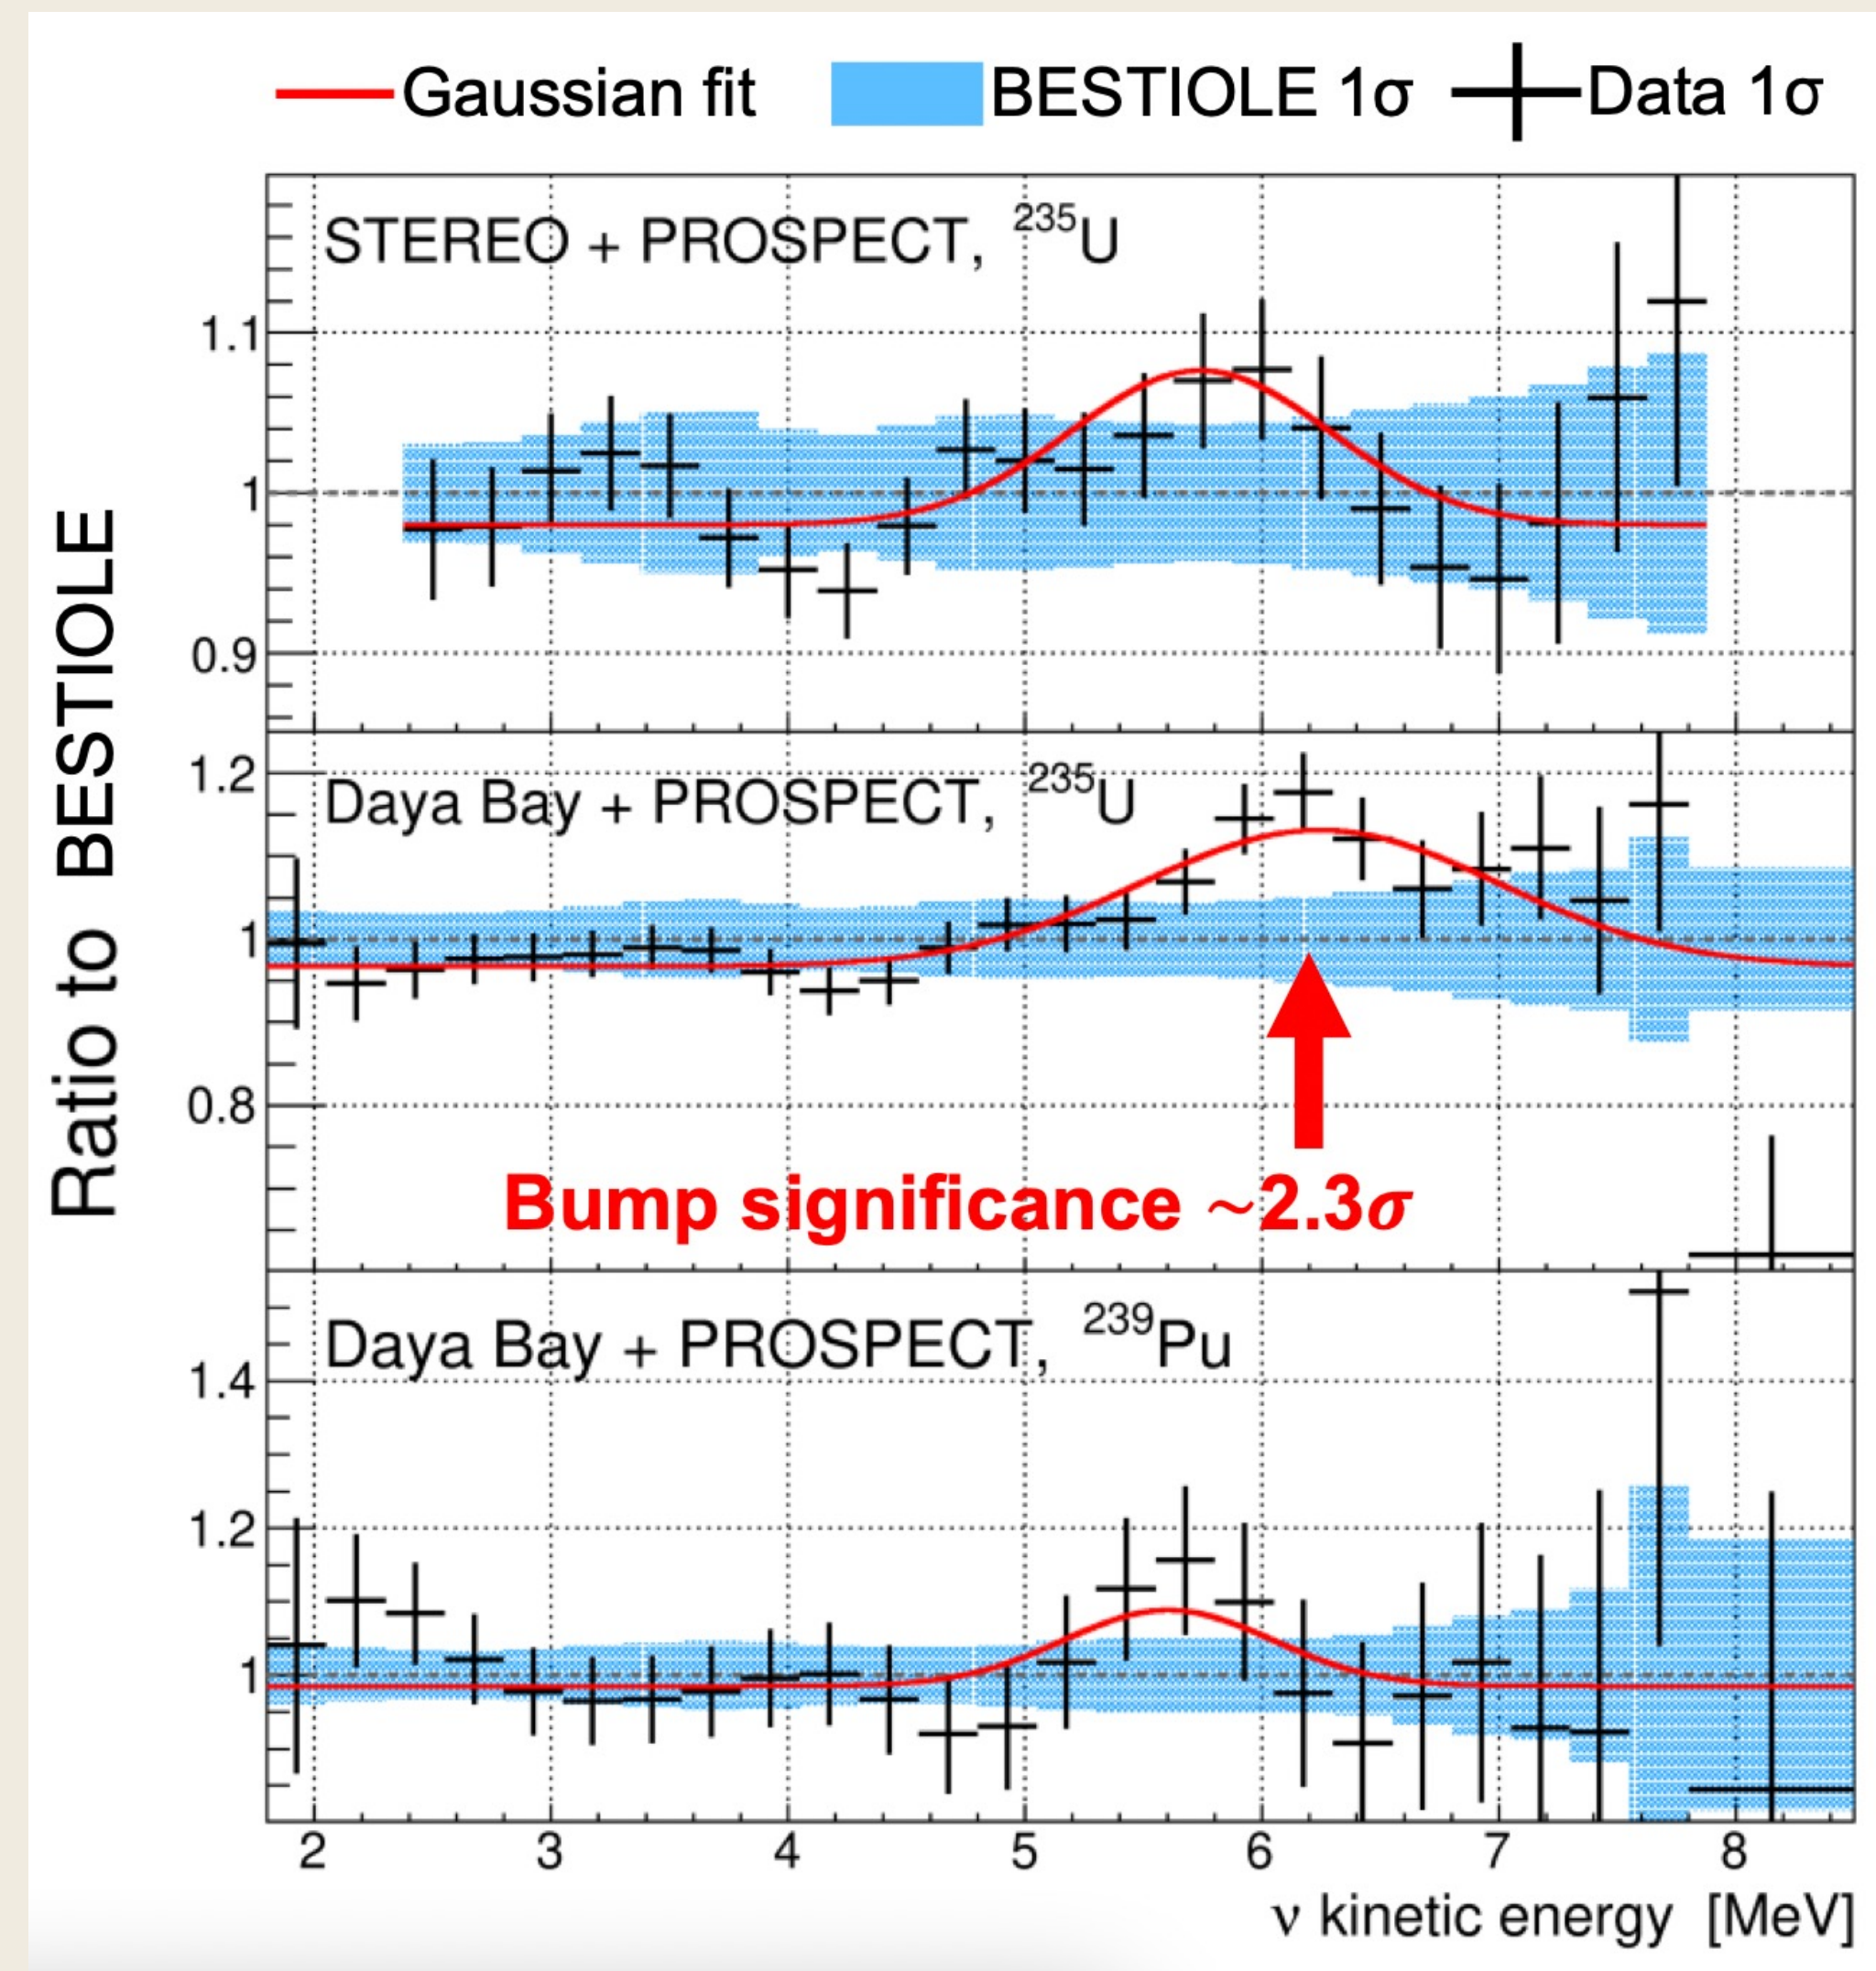 Gaussian fit BESTIOLE 1σ Data 1σ
Ratio to BESTIOLE
STEREO + PROSPECT, ²³⁵U
1.1
1
0.9
Daya Bay + PROSPECT, ²³⁵U
1.2
1
0.8
Bump significance ~2.3σ
Daya Bay + PROSPECT, ²³⁹Pu
1.4
1.2
1
2 3 4 5 6 7 8
ν kinetic energy [MeV]